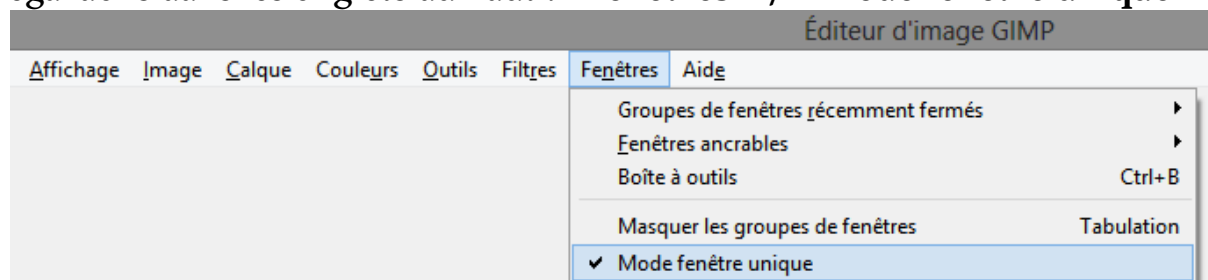 Éditeur d'image GIMP
Affichage Image Calque Couleurs Outils Filtres Fenêtres Aide
Groupes de fenêtres récemment fermés
Fenêtres ancrables
Boîte à outils Ctrl+B
Masquer les groupes de fenêtres Tabulation
Mode fenêtre unique